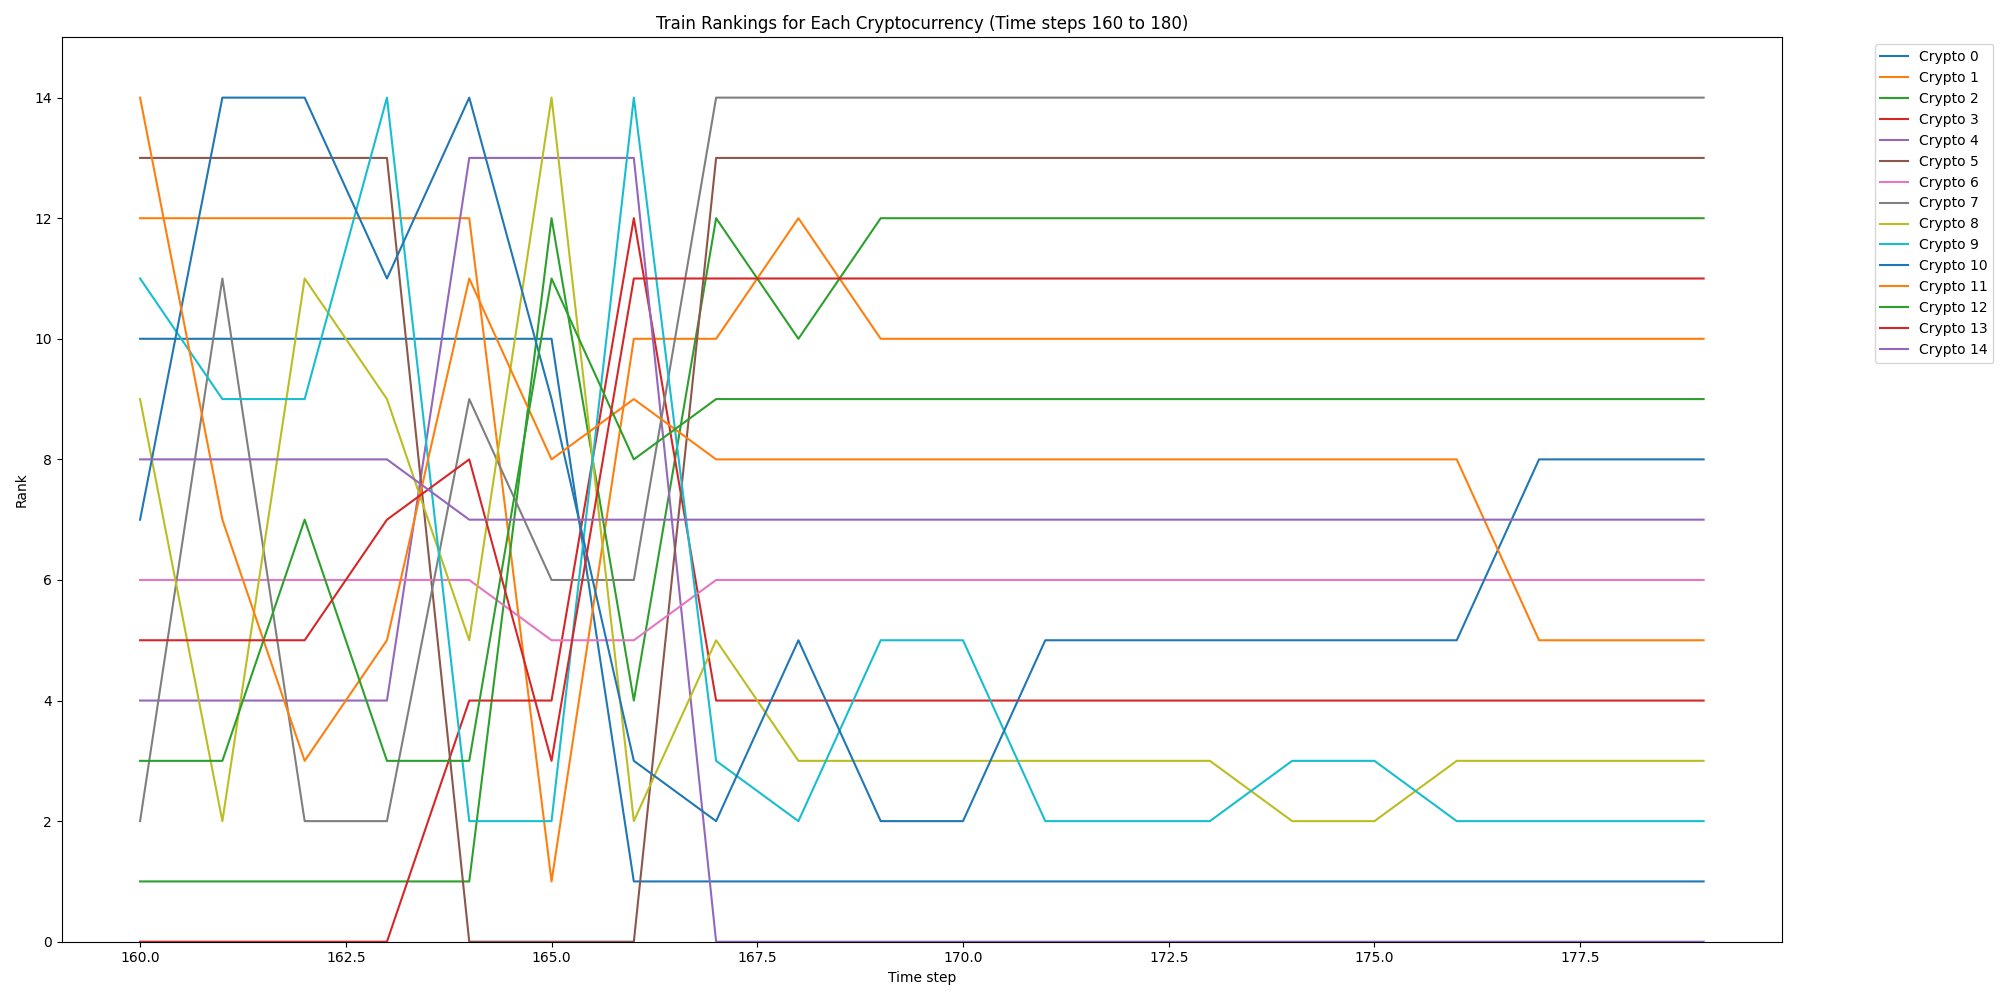 Train Rankings for Each Cryptocurrency (Time steps 160 to 180)
Rank
14
12
10
8
6
4
2
0
160.0 162.5 165.0 167.5 170.0 172.5 175.0 177.5
Time step
Crypto 0
Crypto 1
Crypto 2
Crypto 3
Crypto 4
Crypto 5
Crypto 6
Crypto 7
Crypto 8
Crypto 9
Crypto 10
Crypto 11
Crypto 12
Crypto 13
Crypto 14